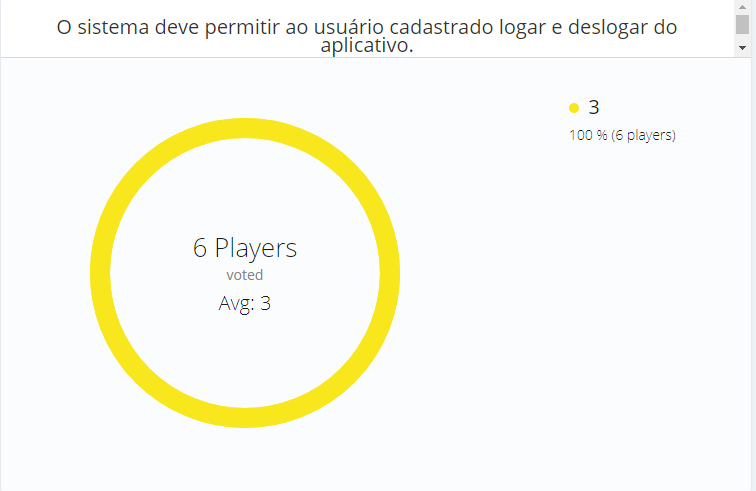 O sistema deve permitir ao usuário cadastrado logar e deslogar do
aplicativo.
3
100 % (6 players)
6 Players
voted
Avg: 3